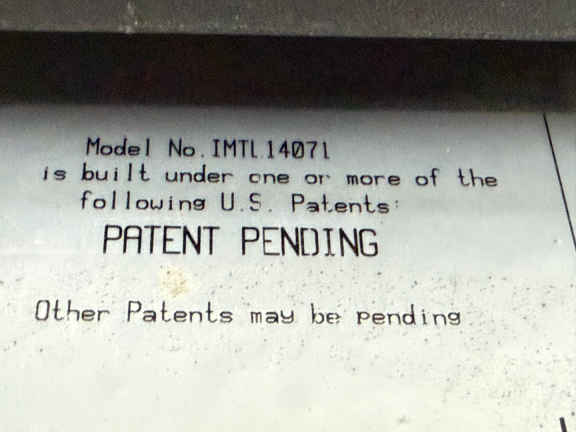 Model No. IMTL14071
is built under one or more of the
following U.S. Patents:
PATENT PENDING
Other Patents may be pending